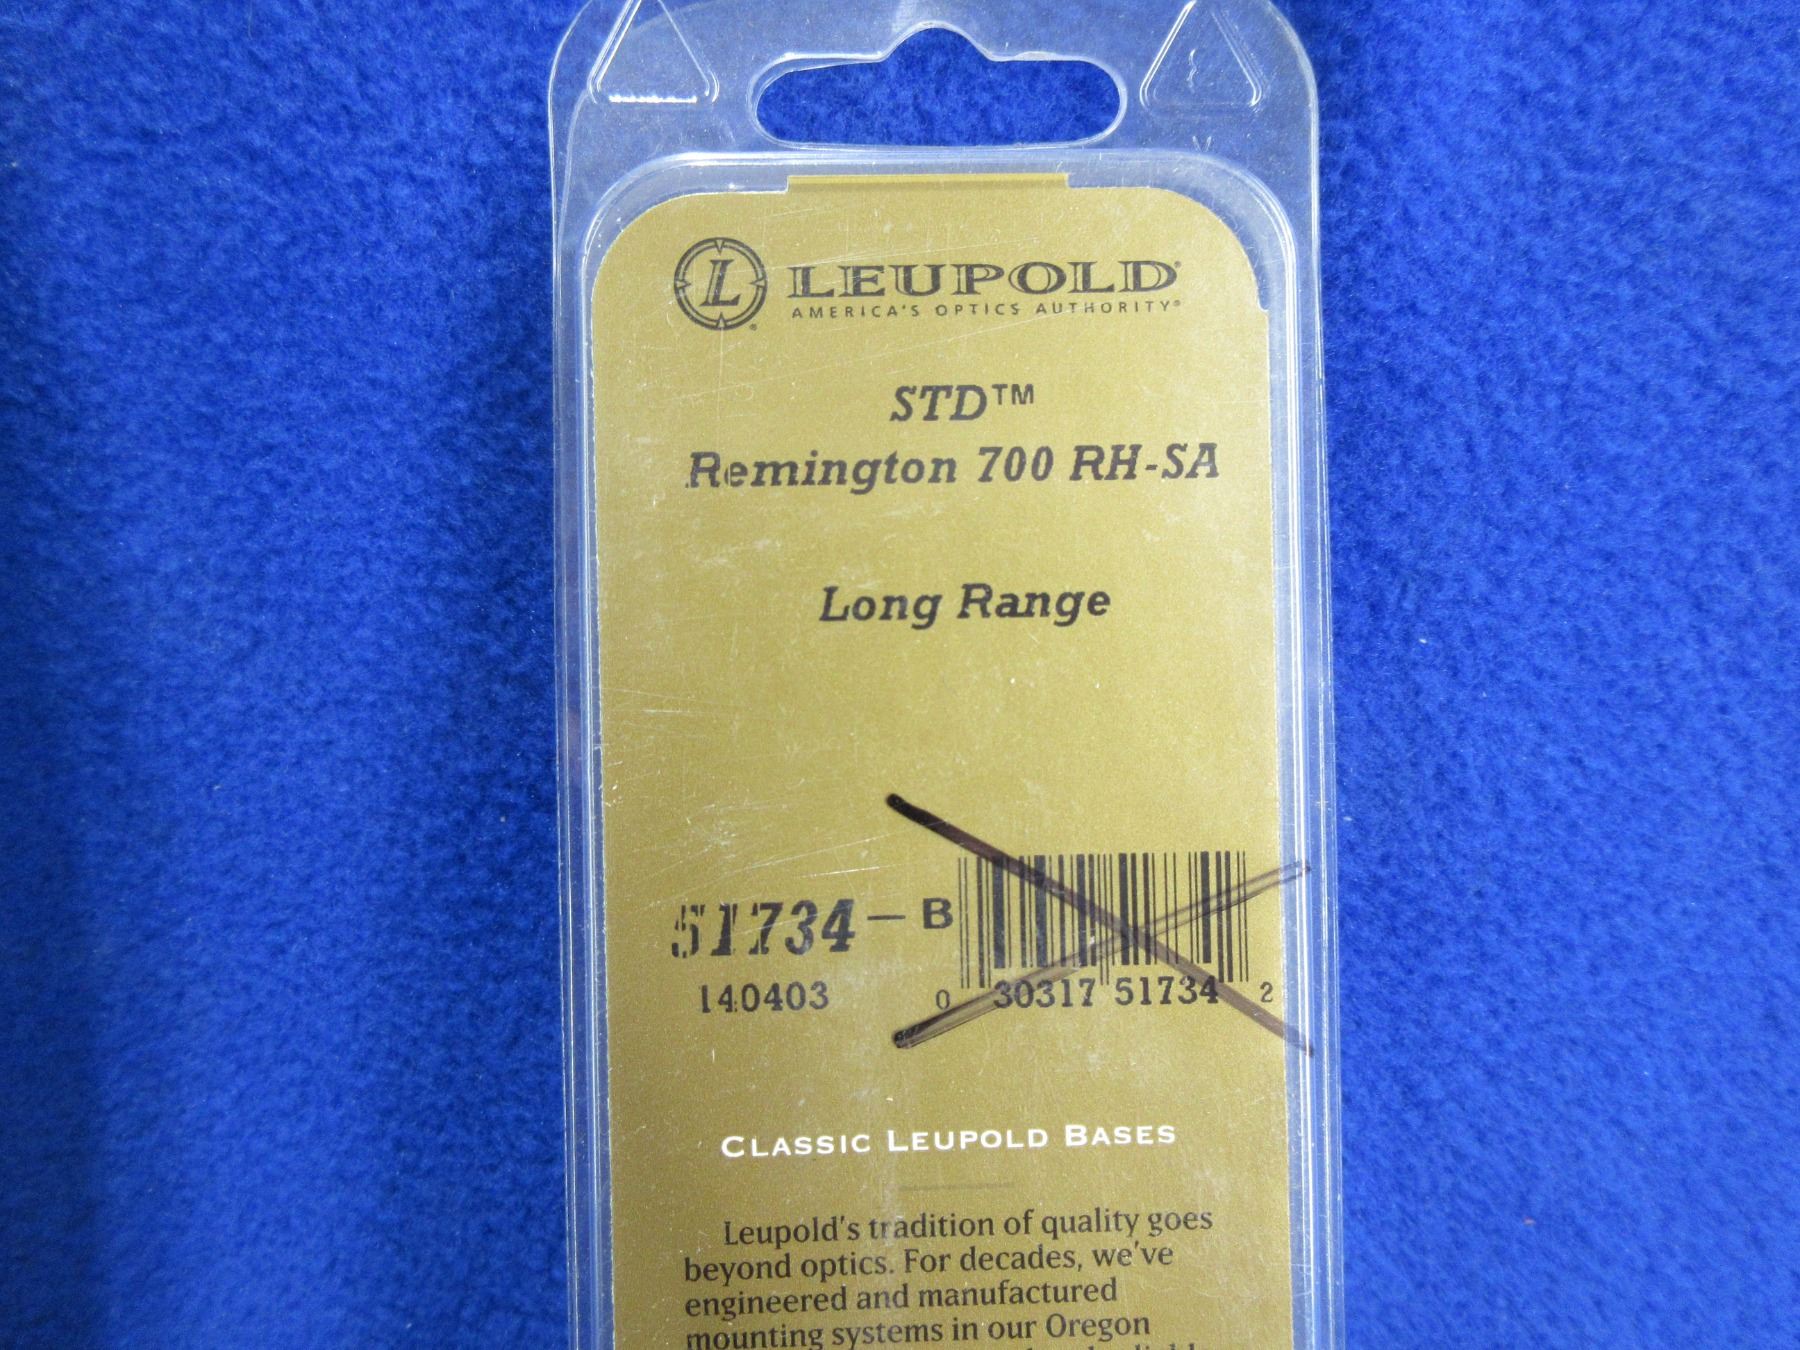 L LEUPOLD®
AMERICA'S OPTICS AUTHORITY®
STD™
Remington 700 RH-SA
Long Range
51734-B
140403
0 30317 51734 2
CLASSIC LEUPOLD BASES
Leupold's tradition of quality goes
beyond optics. For decades, we've
engineered and manufactured
mounting systems in our Oregon